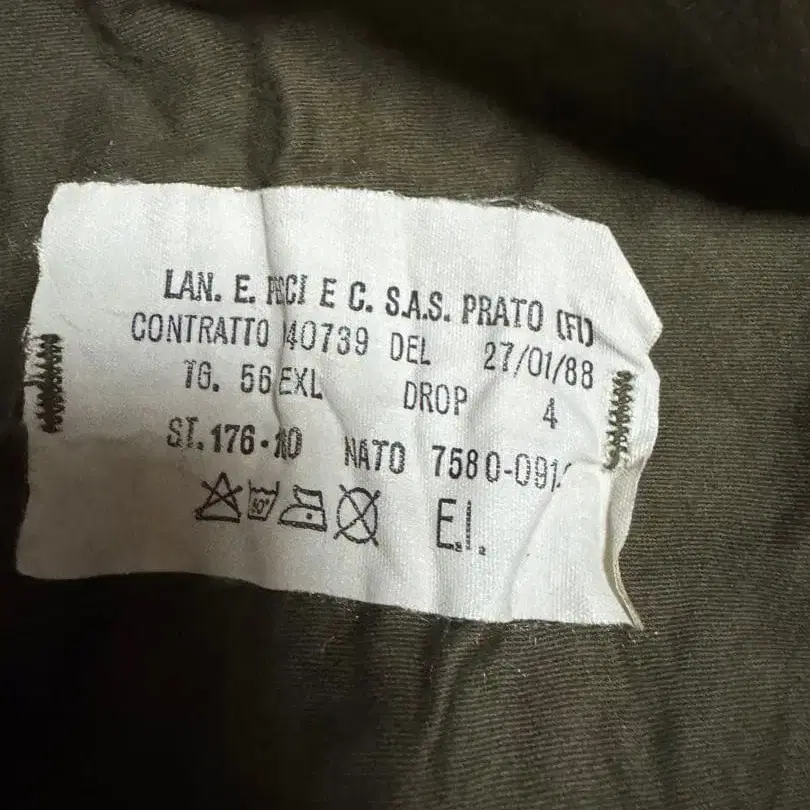 LAN. E. E C. S.A.S. PRATO (FI)
CONTRATTO 40739 DEL 27/01/88
TG. 56 EXL DROP 4
ST. 176-10 NATO 7580-091
E.I.